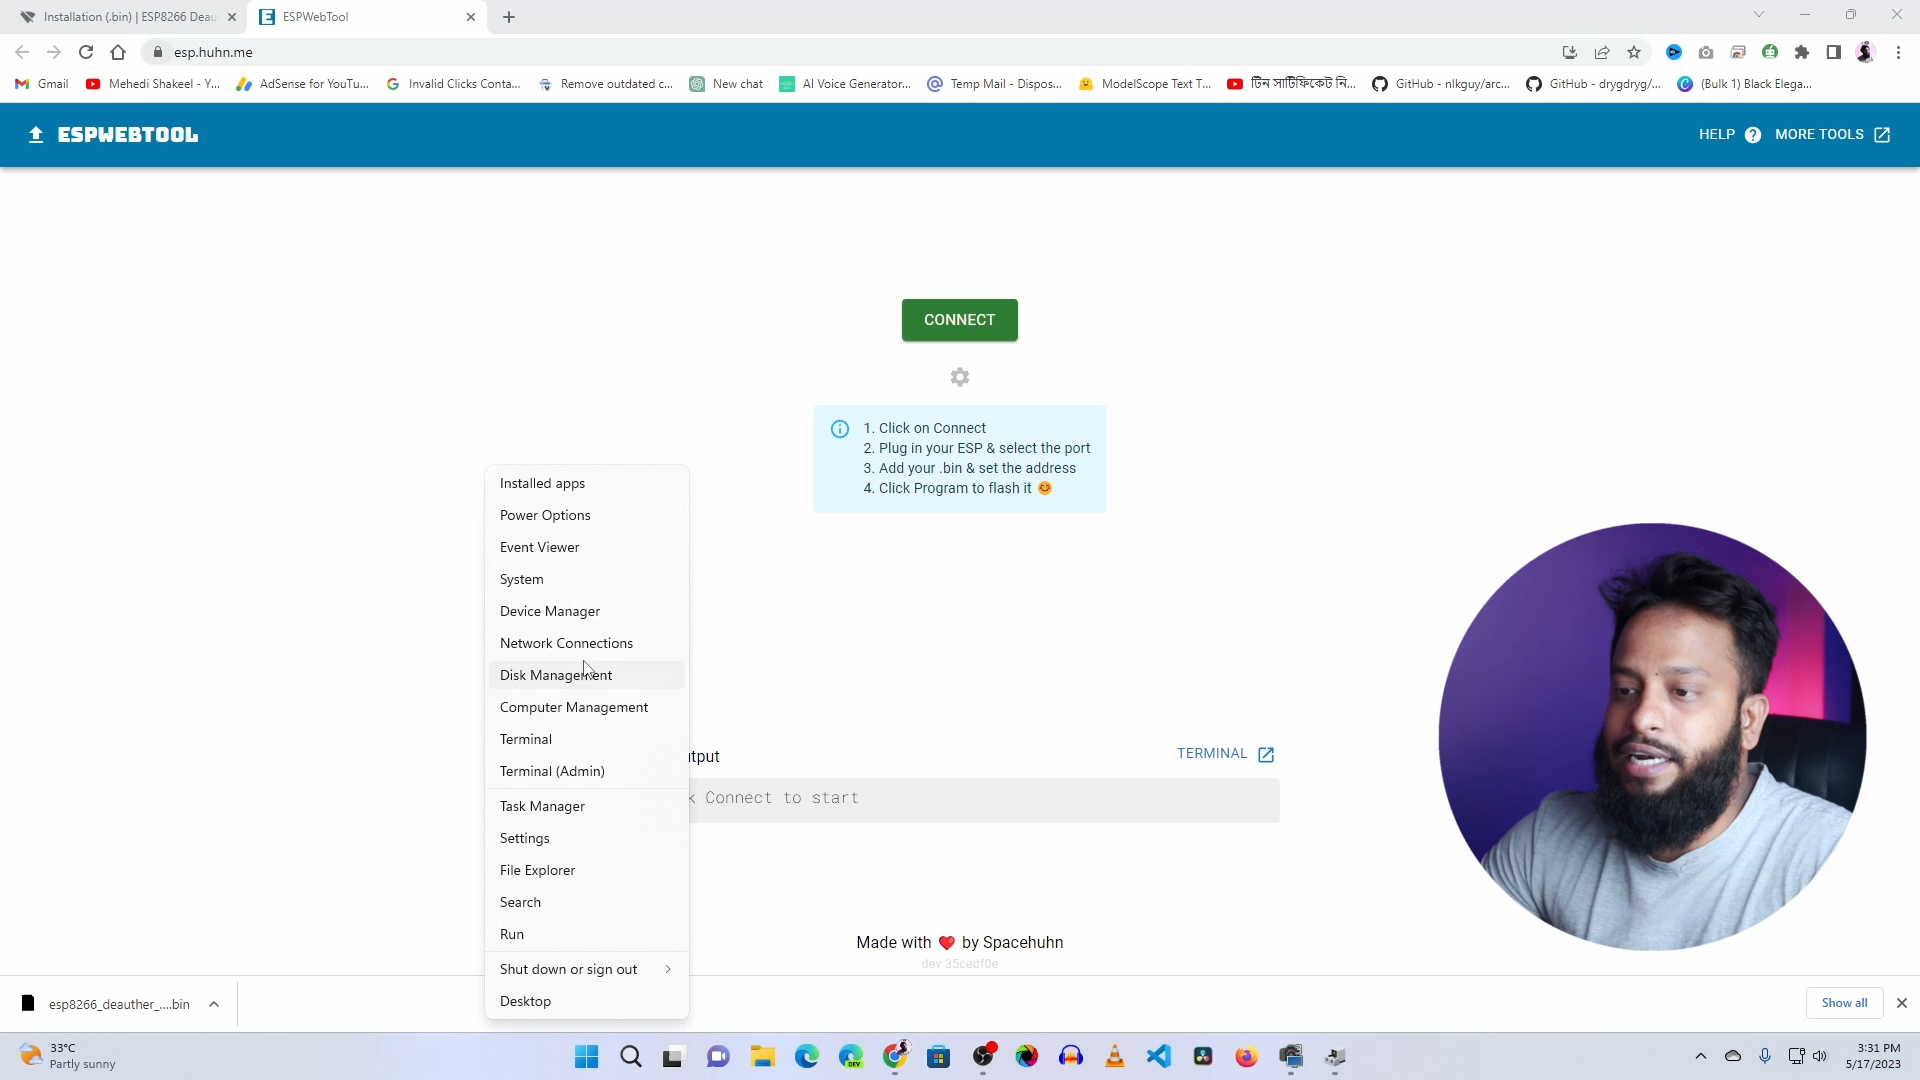 Installation (.bin) | ESP8266 Deau
ESPWebTool
esp.huhn.me
Gmail
Mehedi Shakeel - Y...
AdSense for YouTu...
Invalid Clicks Conta...
Remove outdated c...
New chat
AI Voice Generator...
Temp Mail - Dispos...
ModelScope Text T...
টিন সার্টিফিকেট নি...
GitHub - nlkguy/arc...
GitHub - drygdryg/...
(Bulk 1) Black Elega...
ESPWEBTOOL
HELP
MORE TOOLS
CONNECT
1. Click on Connect
2. Plug in your ESP & select the port
3. Add your .bin & set the address
4. Click Program to flash it 😊
Installed apps
Power Options
Event Viewer
System
Device Manager
Network Connections
Disk Management
Computer Management
Terminal
Terminal (Admin)
Task Manager
Settings
File Explorer
Search
Run
Shut down or sign out
Desktop
utput
TERMINAL
k Connect to start
Made with ❤️ by Spacehuhn
dev 35cedf0e
esp8266_deauther_....bin
Show all
33°C
Partly sunny
DEV
3:31 PM
5/17/2023